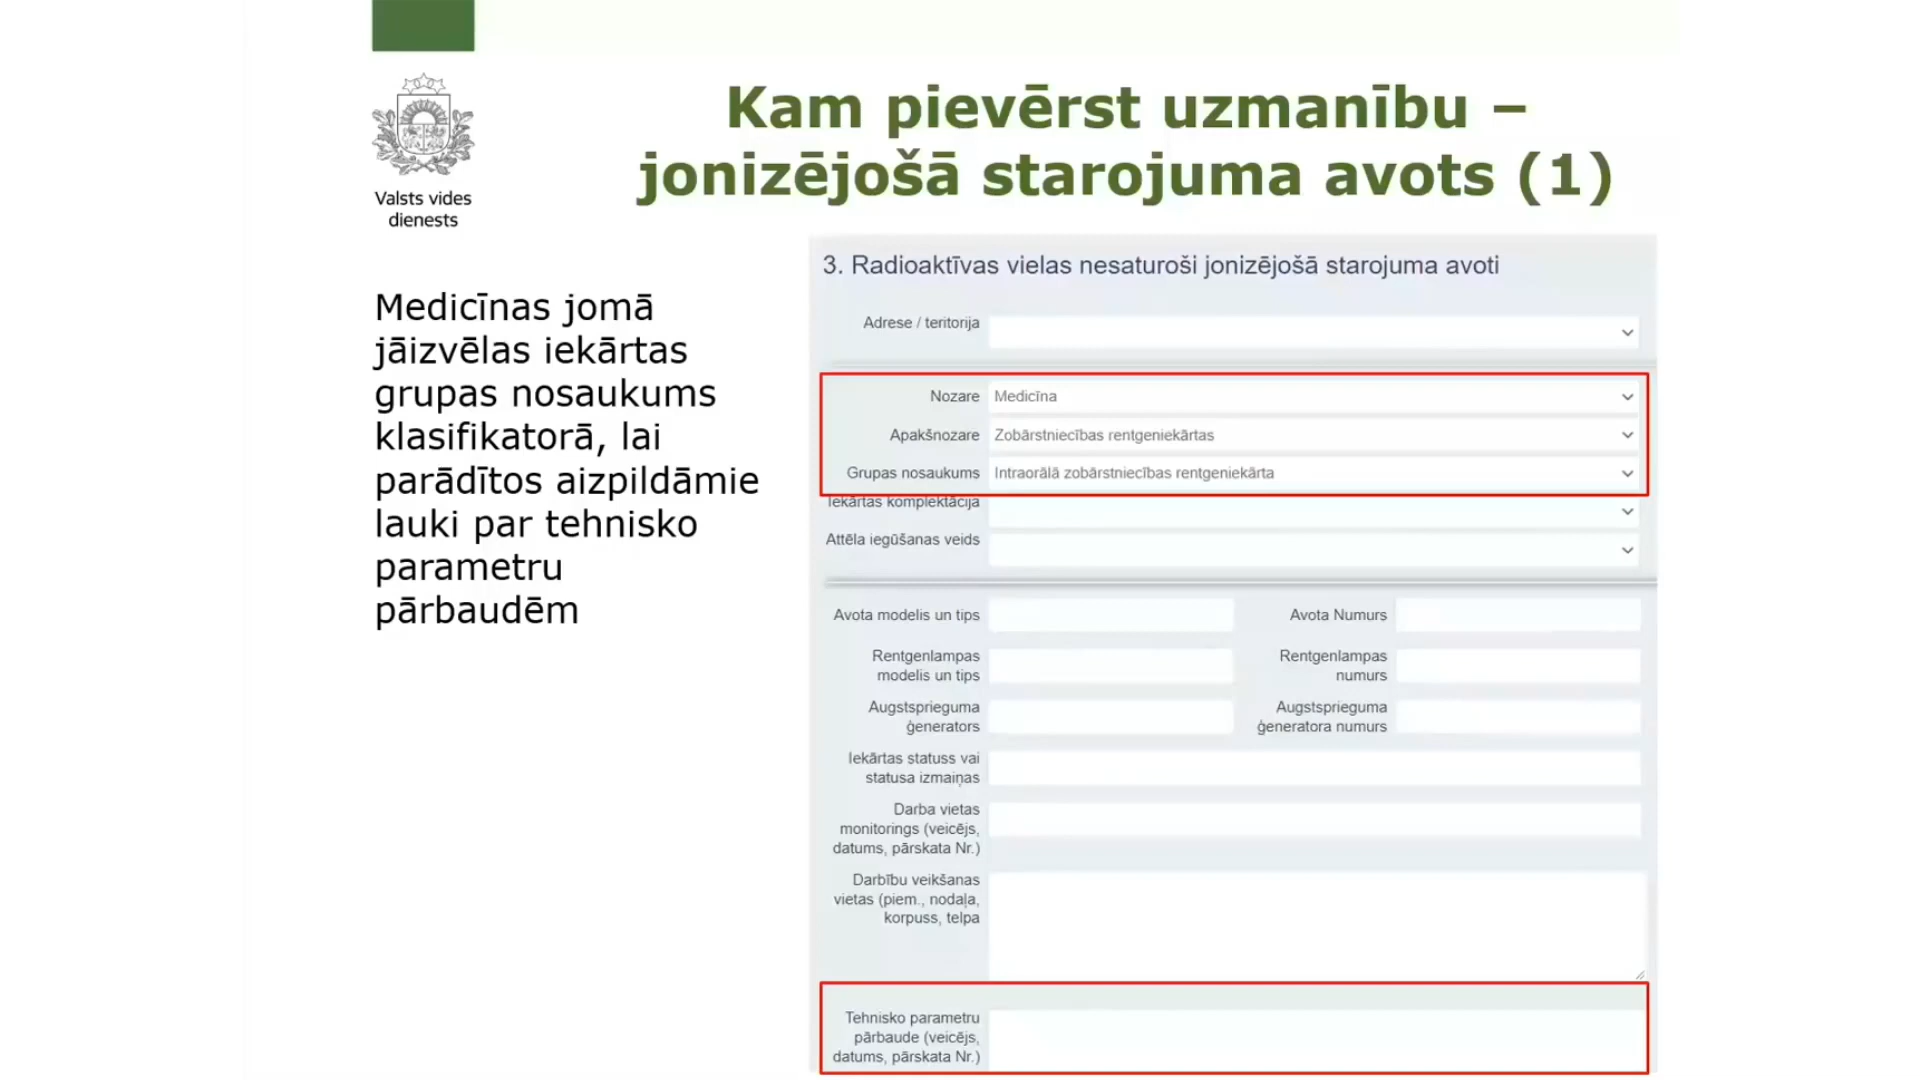 Valsts vides
dienests
Kam pievērst uzmanību –
jonizējošā starojuma avots (1)
Medicīnas jomā
jāizvēlas iekārtas
grupas nosaukums
klasifikatorā, lai
parādītos aizpildāmie
lauki par tehnisko
parametru
pārbaudēm
3. Radioaktīvas vielas nesaturoši jonizējošā starojuma avoti
Adrese / teritorija
Nozare Medicīna
Apakšnozare Zobārstniecības rentgeniekārtas
Grupas nosaukums Intraorālā zobārstniecības rentgeniekārta
Iekārtas komplektācija
Attēla iegūšanas veids
Avota modelis un tips Avota Numurs
Rentgenlampas
modelis un tips
Rentgenlampas
numurs
Augstsprieguma
ģenerators
Augstsprieguma
ģeneratora numurs
Iekārtas statuss vai
statusa izmaiņas
Darba vietas
monitorings (veicējs,
datums, pārskata Nr.)
Darbību veikšanas
vietas (piem., nodaļa,
korpuss, telpa
Tehnisko parametru
pārbaude (veicējs,
datums, pārskata Nr.)